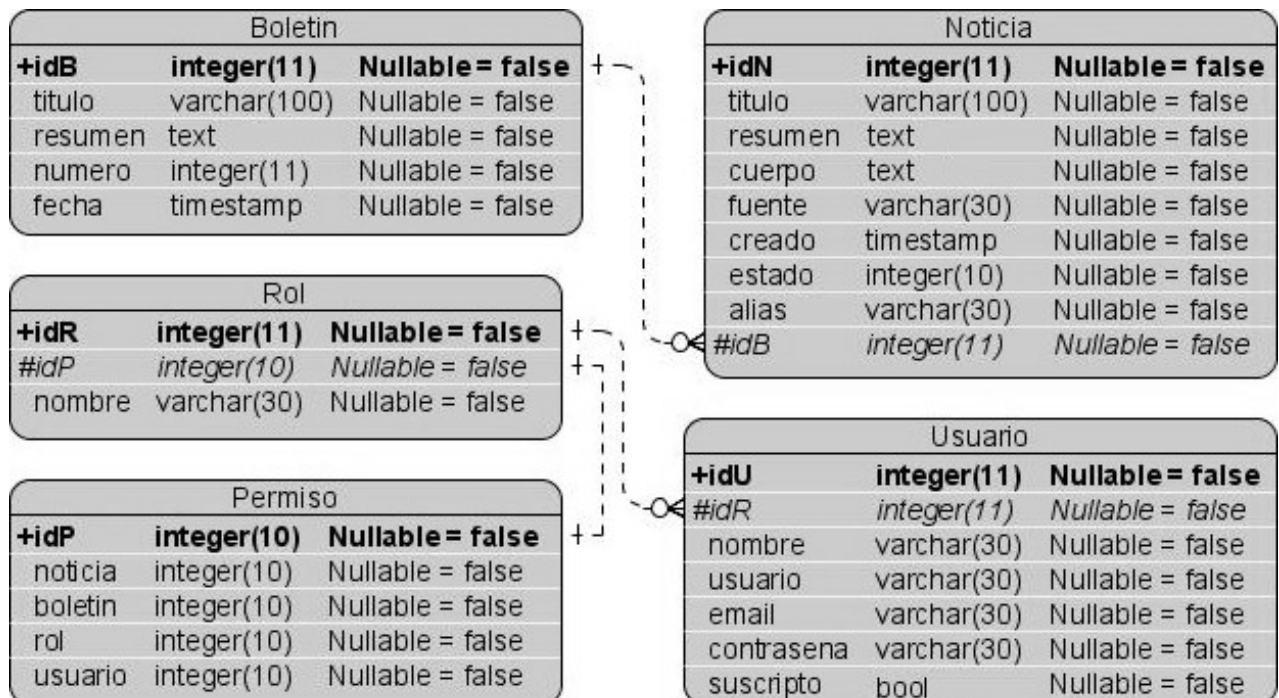 Boletin
+idB integer(11) Nullable = false
titulo varchar(100) Nullable = false
resumen text Nullable = false
numero integer(11) Nullable = false
fecha timestamp Nullable = false
Noticia
+idN integer(11) Nullable = false
titulo varchar(100) Nullable = false
resumen text Nullable = false
cuerpo text Nullable = false
fuente varchar(30) Nullable = false
creado timestamp Nullable = false
estado integer(10) Nullable = false
alias varchar(30) Nullable = false
#idB integer(11) Nullable = false
Rol
+idR integer(11) Nullable = false
#idP integer(10) Nullable = false
nombre varchar(30) Nullable = false
Permiso
+idP integer(10) Nullable = false
noticia integer(10) Nullable = false
boletin integer(10) Nullable = false
rol integer(10) Nullable = false
usuario integer(10) Nullable = false
Usuario
+idU integer(11) Nullable = false
#idR integer(11) Nullable = false
nombre varchar(30) Nullable = false
usuario varchar(30) Nullable = false
email varchar(30) Nullable = false
contrasena varchar(30) Nullable = false
suscripto bool Nullable = false